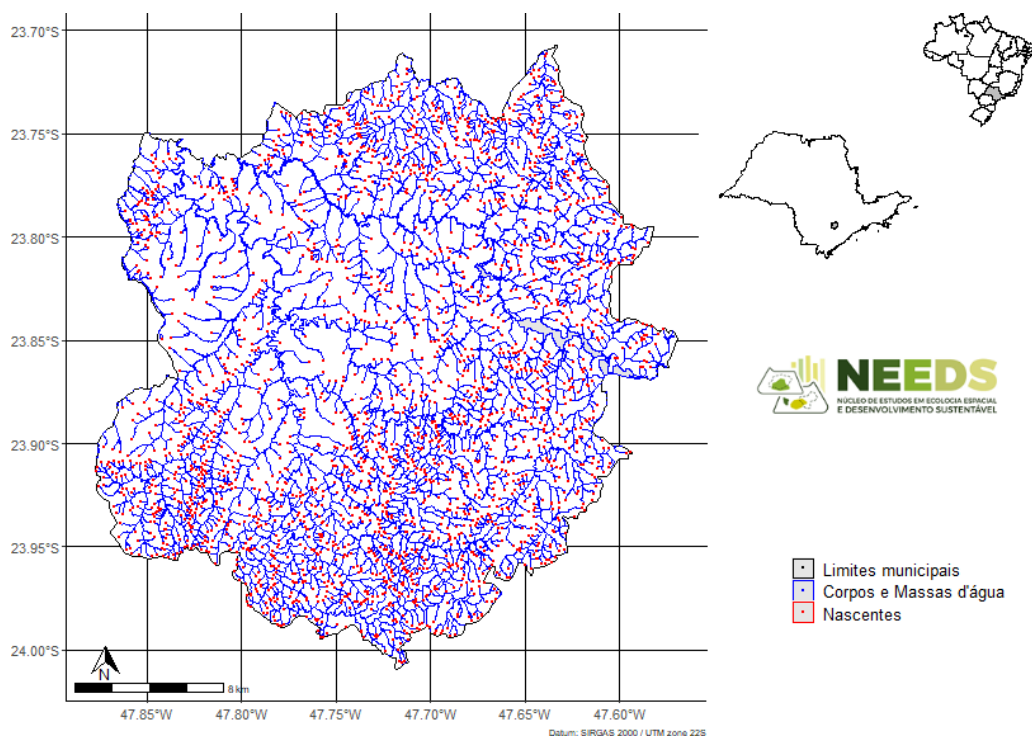 23.70°S
23.75°S
23.80°S
23.85°S
23.90°S
23.95°S
24.00°S
N
8 km
47.85°W 47.80°W 47.75°W 47.70°W 47.65°W 47.60°W
Datum: SIRGAS 2000 / UTM zone 22S
NEEDS
NÚCLEO DE ESTUDOS EM ECOLOGIA ESPACIAL
E DESENVOLVIMENTO SUSTENTÁVEL
Limites municipais
Corpos e Massas d'água
Nascentes